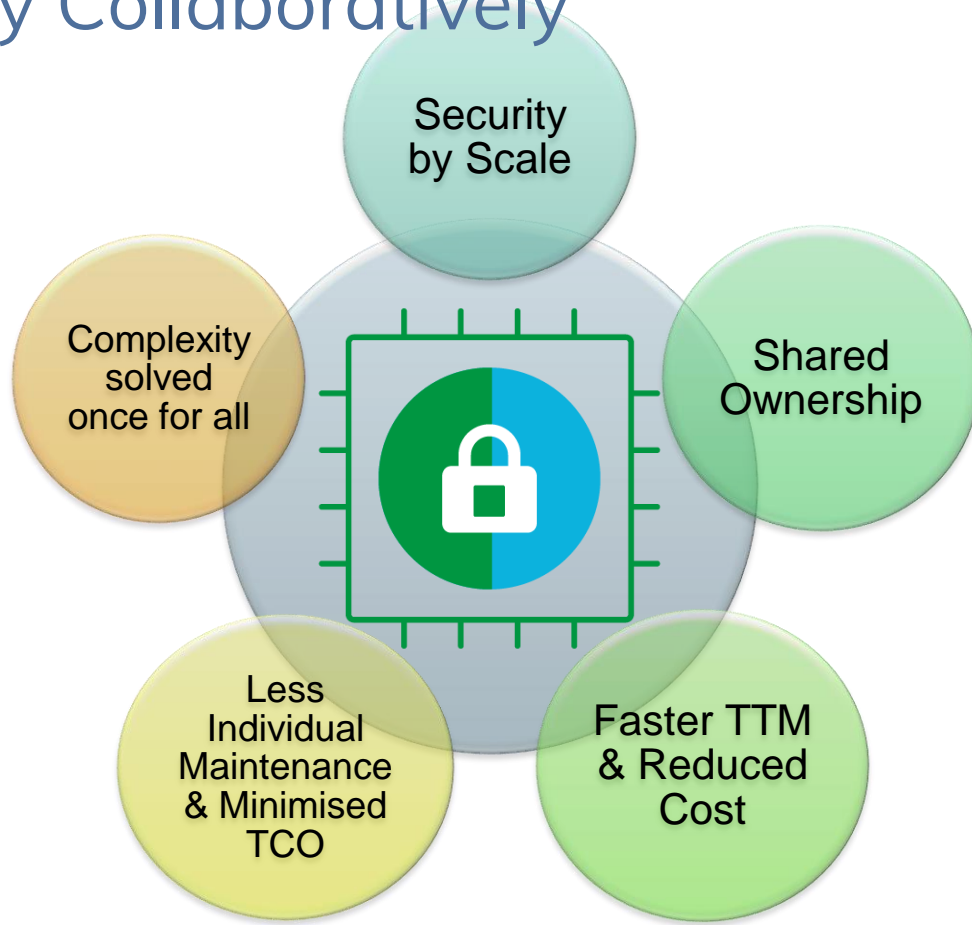 y Collaboratively
Security
by Scale
Complexity
solved
once for all
Shared
Ownership
Less
Individual
Maintenance
& Minimised
TCO
Faster TTM
& Reduced
Cost